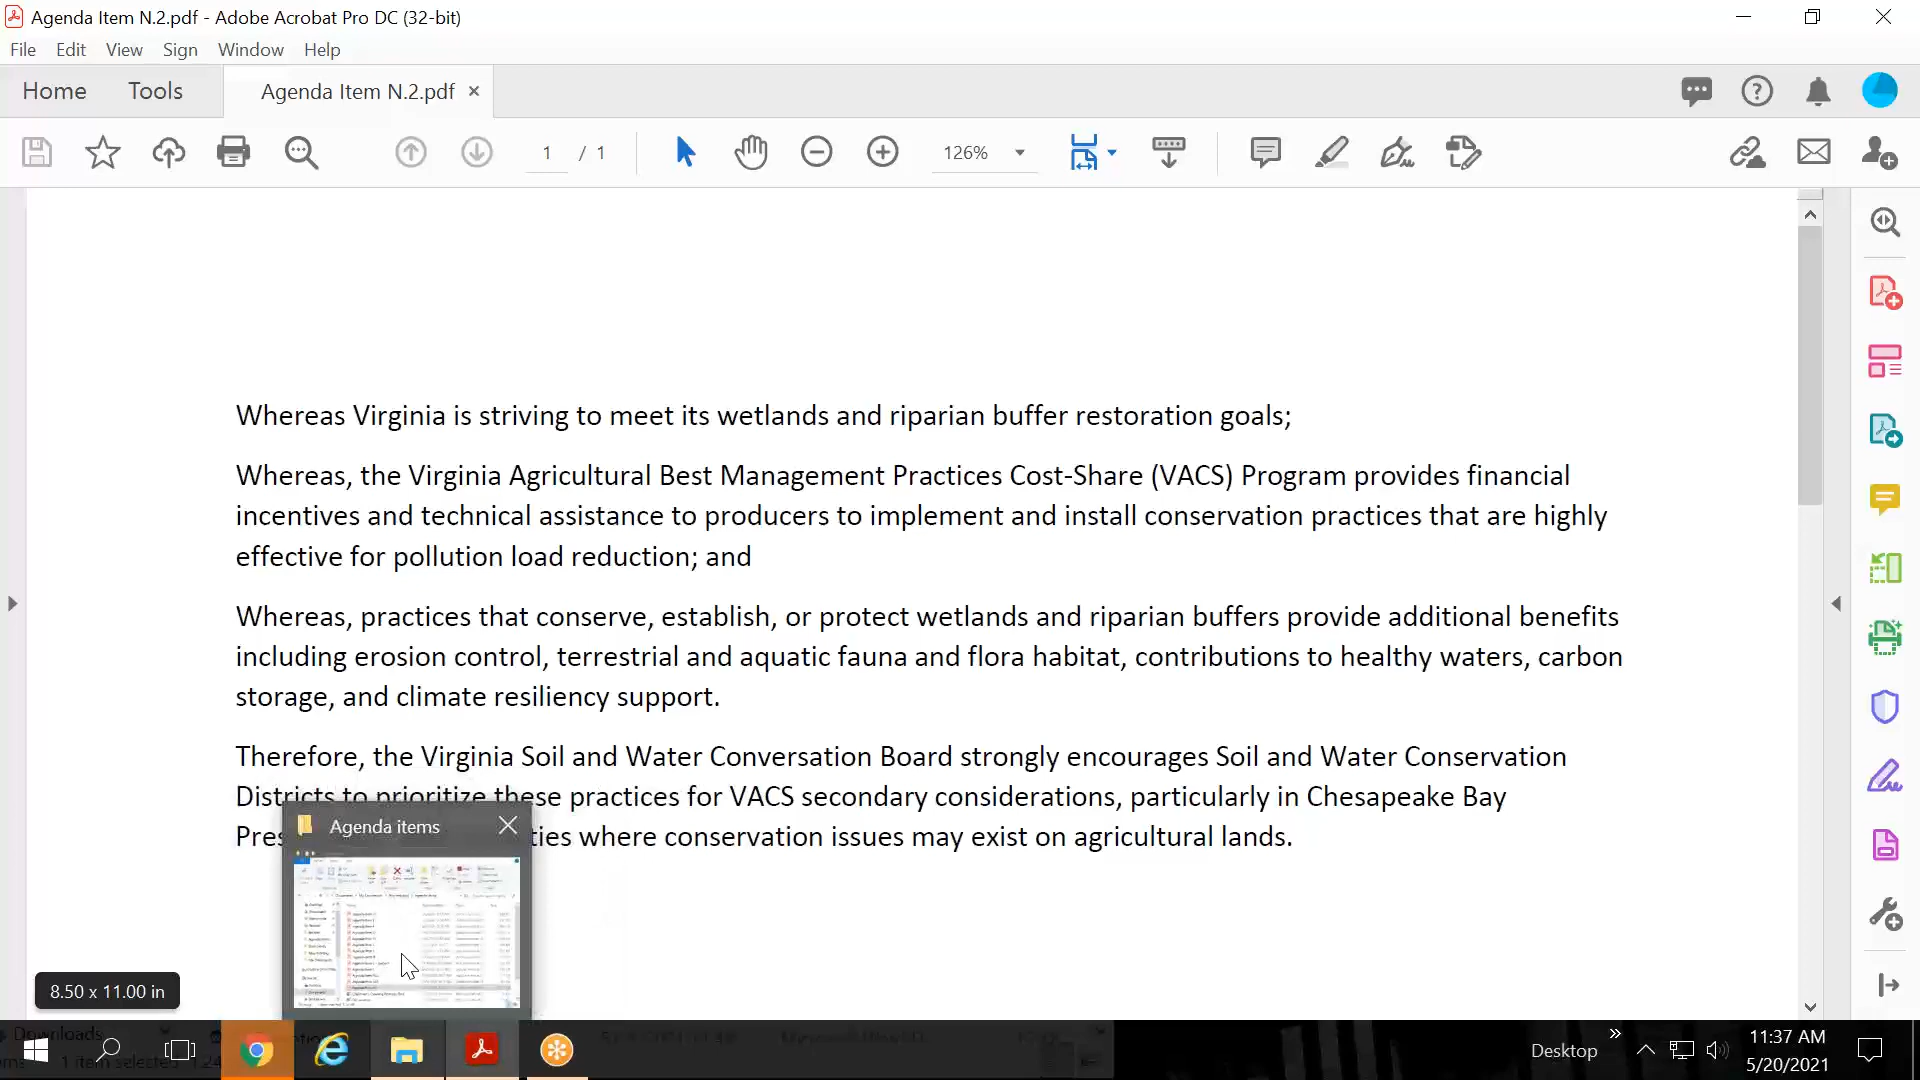 Agenda Item N.2.pdf - Adobe Acrobat Pro DC (32-bit)
File Edit View Sign Window Help
Home Tools Agenda Item N.2.pdf
1 / 1 126%
Whereas Virginia is striving to meet its wetlands and riparian buffer restoration goals;
Whereas, the Virginia Agricultural Best Management Practices Cost-Share (VACS) Program provides financial
incentives and technical assistance to producers to implement and install conservation practices that are highly
effective for pollution load reduction; and
Whereas, practices that conserve, establish, or protect wetlands and riparian buffers provide additional benefits
including erosion control, terrestrial and aquatic fauna and flora habitat, contributions to healthy waters, carbon
storage, and climate resiliency support.
Therefore, the Virginia Soil and Water Conversation Board strongly encourages Soil and Water Conservation
Districts to prioritize these practices for VACS secondary considerations, particularly in Chesapeake Bay
Pres ties where conservation issues may exist on agricultural lands.
Agenda items
8.50 x 11.00 in
Downloads
1 item selected
Desktop
11:37 AM
5/20/2021